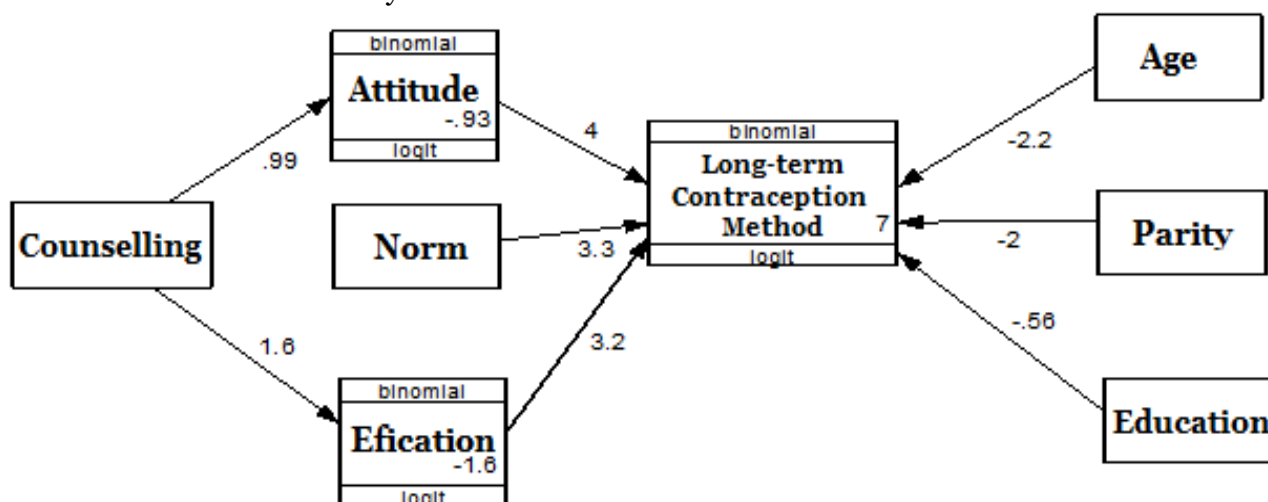 binomial
Attitude
-.93
logit
Age
4
binomial
Long-term
Contraception
Method
7
logit
-2.2
.99
Counselling
Norm
3.3
-2
Parity
1.6
3.2
-.56
binomial
Efication
-1.6
logit
Education